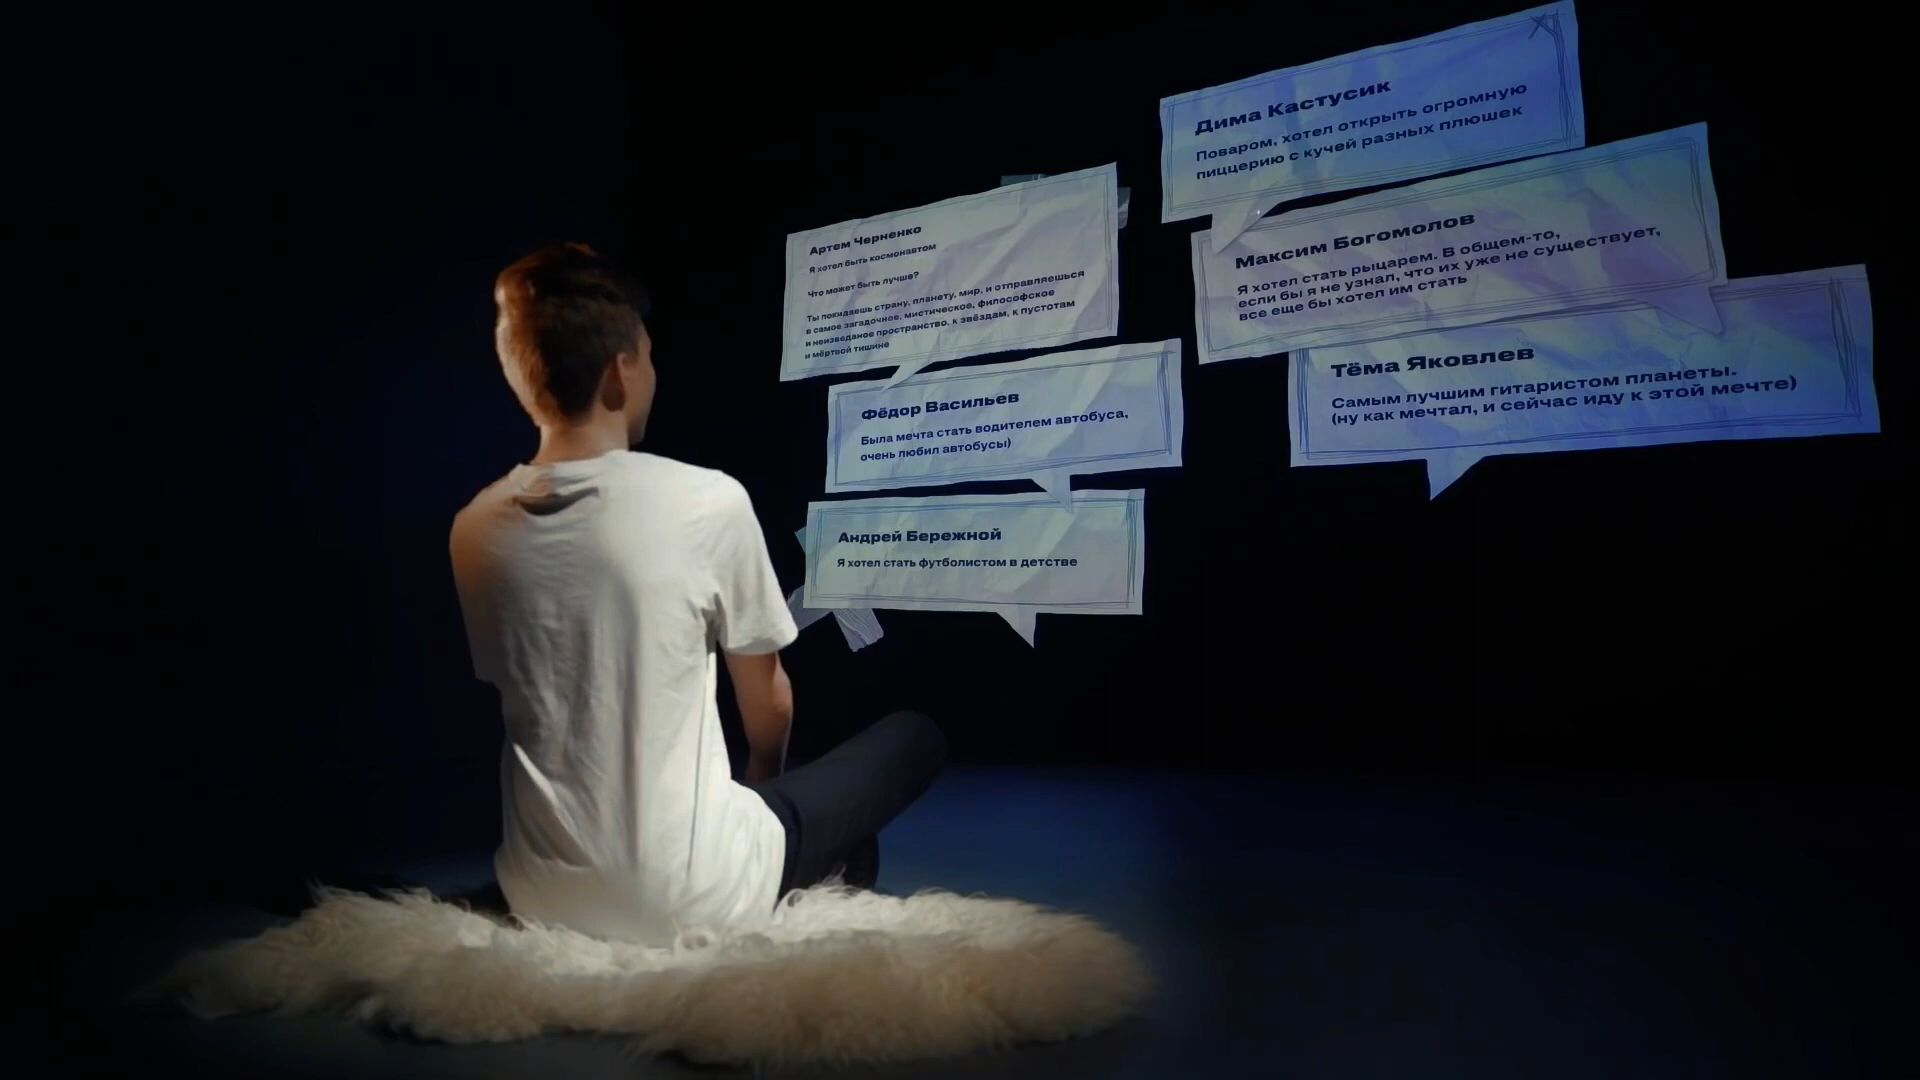 Артем Черненко
Я хотел быть космонавтом
Что может быть лучше?
Ты покидаешь страну, планету, мир, и отправляешься
в самое загадочное, мистическое, философское
и неизведаное пространство, к звёздам, к пустотам
и мёртвой тишине
Фёдор Васильев
Была мечта стать водителем автобуса,
очень любил автобусы)
Андрей Бережной
Я хотел стать футболистом в детстве
Дима Кастусик
Поваром, хотел открыть огромную
пиццерию с кучей разных плюшек
Максим Богомолов
Я хотел стать рыцарем. В общем-то,
если бы я не узнал, что их уже не существует,
все еще бы хотел им стать
Тёма Яковлев
Самым лучшим гитаристом планеты.
(ну как мечтал, и сейчас иду к этой мечте)